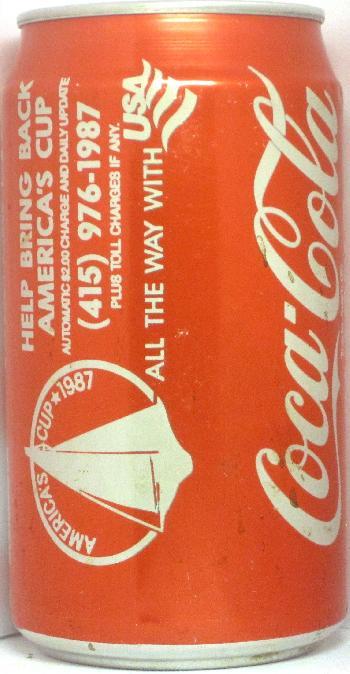 HELP BRING BACK
AMERICA'S CUP
AUTOMATIC $2.00 CHARGE AND DAILY UPDATE
(415) 976-1987
PLUS TOLL CHARGES IF ANY.
ALL THE WAY WITH USA
AMERICA'S CUP★1987
Coca-Cola